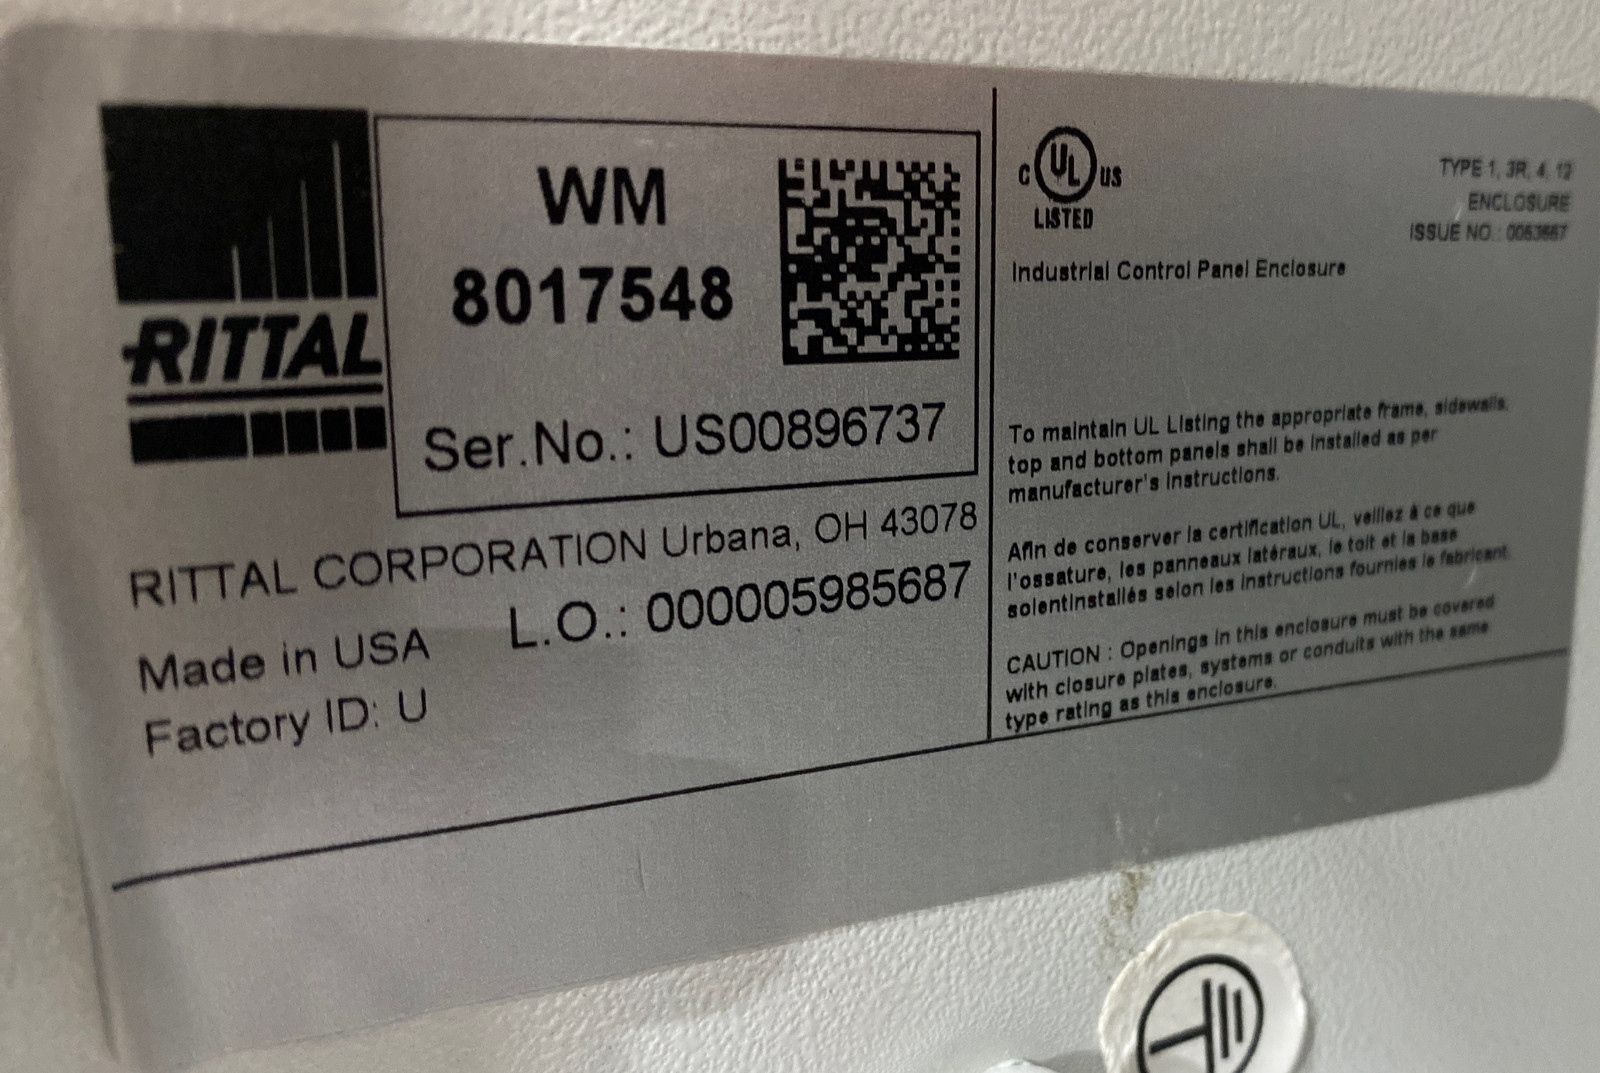 WM
8017548
Ser.No.: US00896737
RITTAL
RITTAL CORPORATION Urbana, OH 43078
L.O.: 000005985687
Made in USA
Factory ID: U
C UL US
LISTED
TYPE 1, 3R, 4, 12
ENCLOSURE
ISSUE NO.:
Industrial Control Panel Enclosure
To maintain UL Listing the appropriate frame, sidewalls,
top and bottom panels shall be installed as per
manufacturer's instructions.
Afin de conserver la certification UL, veillez à ce que
l'ossature, les panneaux latéraux, le toit et la base
soientinstallés selon les instructions fournies le fabricant.
CAUTION : Openings in this enclosure must be covered
with closure plates, systems or conduits with the same
type rating as this enclosure.